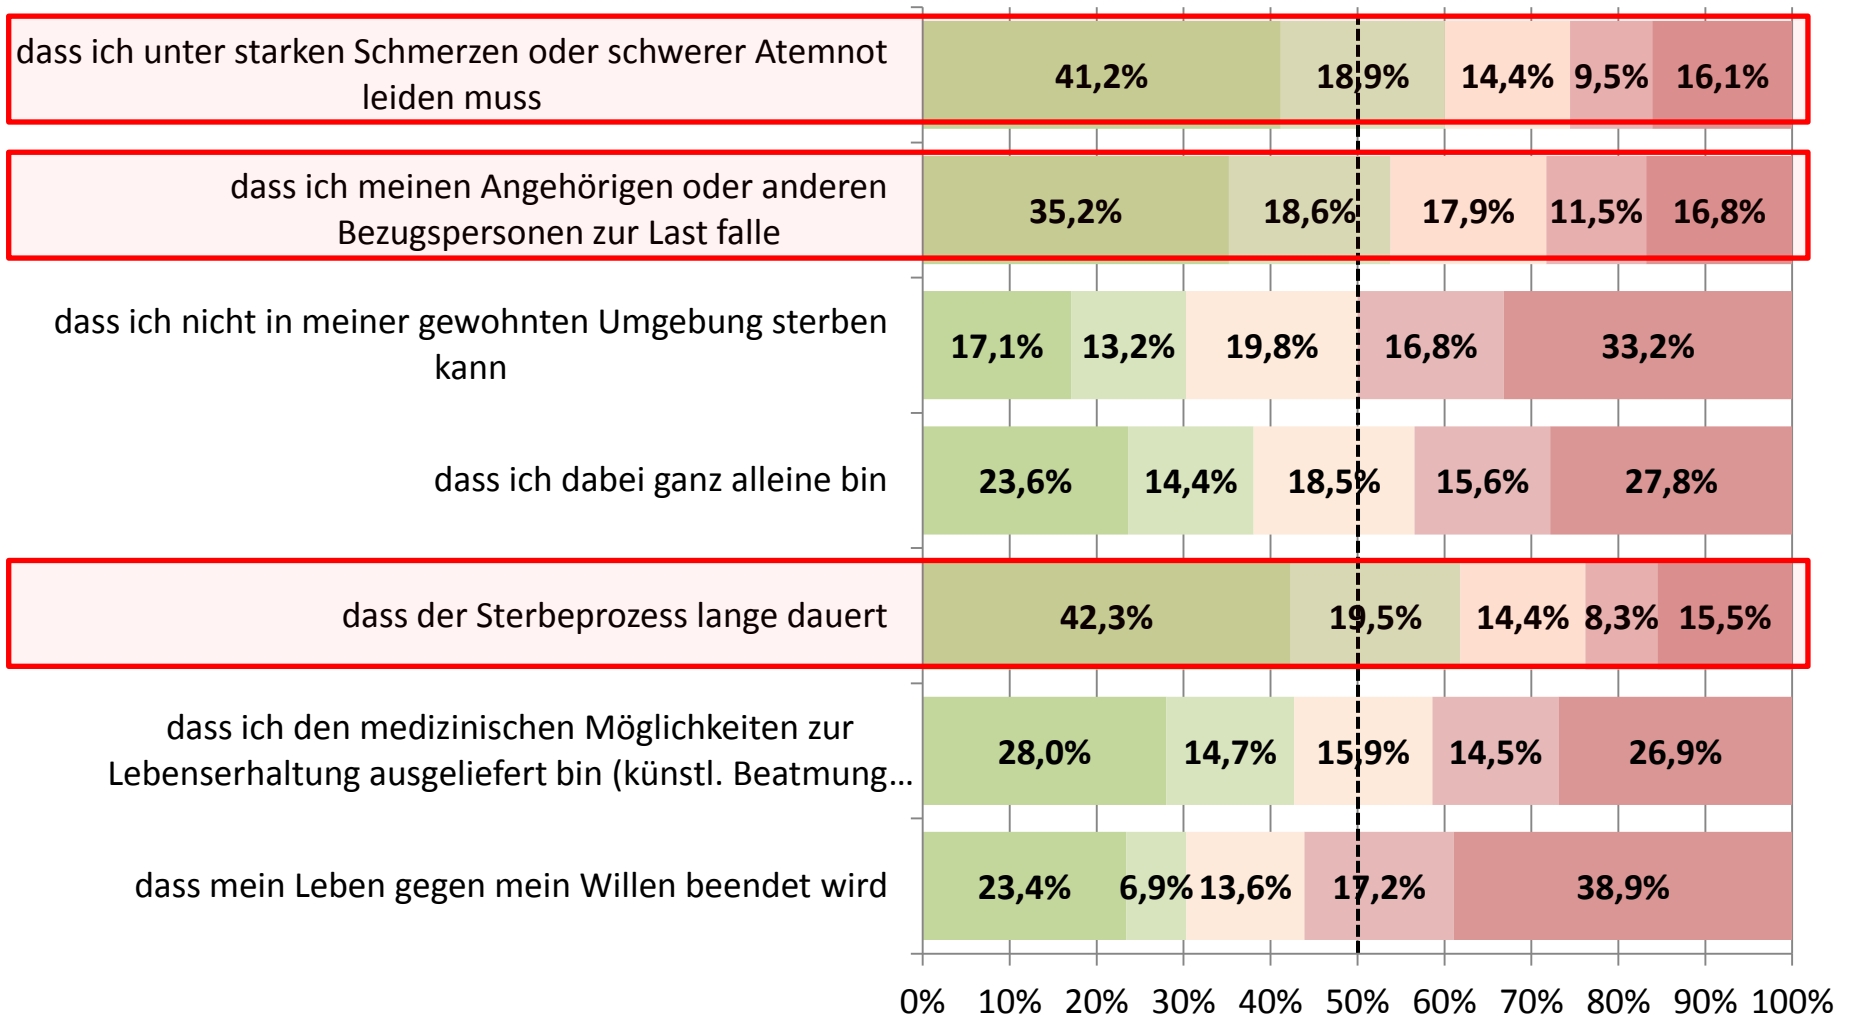 dass ich unter starken Schmerzen oder schwerer Atemnot
leiden muss
41,2% 18,9% 14,4% 9,5% 16,1%
dass ich meinen Angehörigen oder anderen
Bezugspersonen zur Last falle
35,2% 18,6% 17,9% 11,5% 16,8%
dass ich nicht in meiner gewohnten Umgebung sterben
kann
17,1% 13,2% 19,8% 16,8% 33,2%
dass ich dabei ganz alleine bin
23,6% 14,4% 18,5% 15,6% 27,8%
dass der Sterbeprozess lange dauert
42,3% 19,5% 14,4% 8,3% 15,5%
dass ich den medizinischen Möglichkeiten zur
Lebenserhaltung ausgeliefert bin (künstl. Beatmung...
28,0% 14,7% 15,9% 14,5% 26,9%
dass mein Leben gegen mein Willen beendet wird
23,4% 6,9% 13,6% 17,2% 38,9%
0% 10% 20% 30% 40% 50% 60% 70% 80% 90% 100%